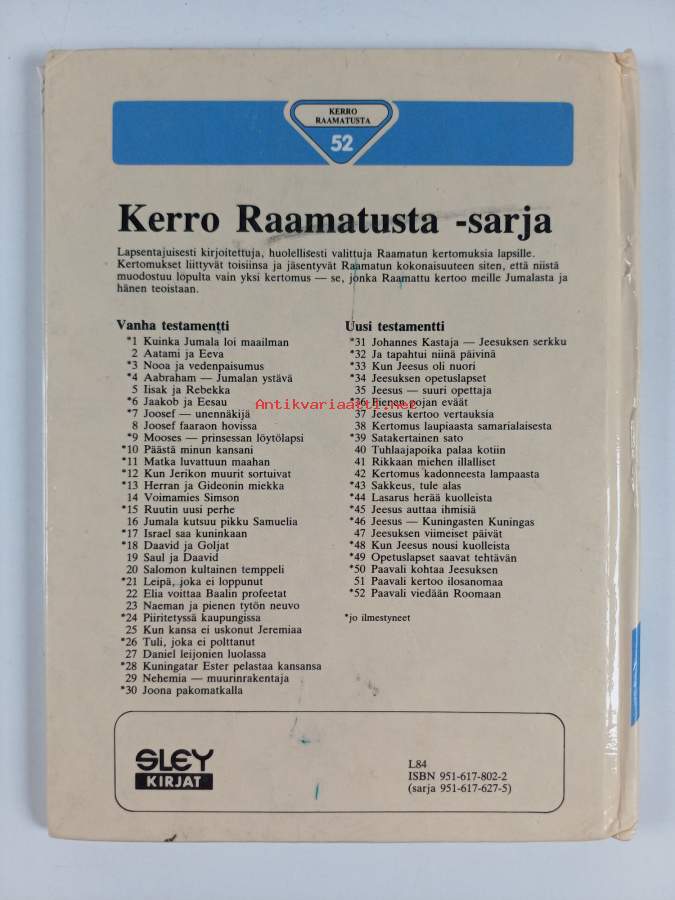 KERRO
RAAMATUSTA
52
Kerro Raamatusta -sarja
Lapsentajuisesti kirjoitettuja, huolellisesti valittuja Raamatun kertomuksia lapsille.
Kertomukset liittyvät toisiinsa ja jäsentyvät Raamatun kokonaisuuteen siten, että niistä
muodostuu lopulta vain yksi kertomus — se, jonka Raamattu kertoo meille Jumalasta ja
hänen teoistaan.
Vanha testamentti
*1 Kuinka Jumala loi maailman
2 Aatami ja Eeva
*3 Nooa ja vedenpaisumus
*4 Aabraham — Jumalan ystävä
5 Iisak ja Rebekka
*6 Jaakob ja Eesau
*7 Joosef — unennäkijä
8 Joosef faaraon hovissa
*9 Mooses — prinsessan löytölapsi
*10 Päästä minun kansani
*11 Matka luvattuun maahan
*12 Kun Jerikon muurit sortuivat
*13 Herran ja Gideonin miekka
14 Voimamies Simson
*15 Ruutin uusi perhe
16 Jumala kutsuu pikku Samuelia
*17 Israel saa kuninkaan
*18 Daavid ja Goljat
19 Saul ja Daavid
20 Salomon kultainen temppeli
*21 Leipä, joka ei loppunut
22 Elia voittaa Baalin profeetat
23 Naeman ja pienen tytön neuvo
*24 Piiritetyssä kaupungissa
25 Kun kansa ei uskonut Jeremiaa
*26 Tuli, joka ei polttanut
27 Daniel leijonien luolassa
*28 Kuningatar Ester pelastaa kansansa
29 Nehemia — muurinrakentaja
*30 Joona pakomatkalla
Uusi testamentti
*31 Johannes Kastaja — Jeesuksen serkku
*32 Ja tapahtui niinä päivinä
*33 Kun Jeesus oli nuori
*34 Jeesuksen opetuslapset
35 Jeesus — suuri opettaja
*36 Pienen pojan eväät
37 Jeesus kertoo vertauksia
38 Kertomus laupiaasta samarialaisesta
*39 Satakertainen sato
40 Tuhlaajapoika palaa kotiin
41 Rikkaan miehen illalliset
42 Kertomus kadonneesta lampaasta
*43 Sakkeus, tule alas
*44 Lasarus herää kuolleista
*45 Jeesus auttaa ihmisiä
*46 Jeesus — Kuningasten Kuningas
47 Jeesuksen viimeiset päivät
*48 Kun Jeesus nousi kuolleista
*49 Opetuslapset saavat tehtävän
*50 Paavali kohtaa Jeesuksen
51 Paavali kertoo ilosanomaa
*52 Paavali viedään Roomaan
*jo ilmestyneet
Antikvariaatti.net
SLEY
KIRJAT
L84
ISBN 951-617-802-2
(sarja 951-617-627-5)